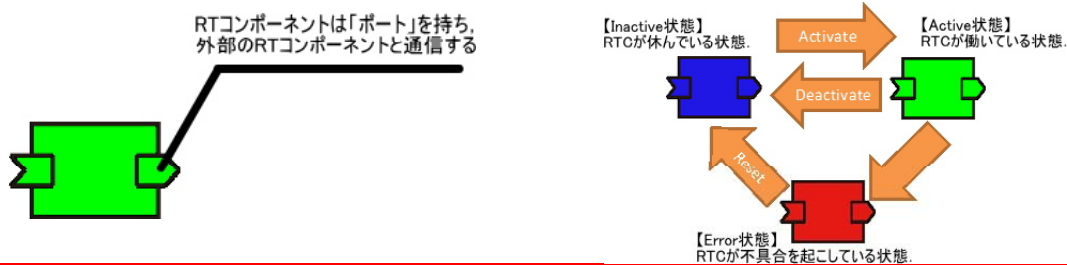 RTコンポーネントは「ポート」を持ち,
外部のRTコンポーネントと通信する
【Inactive状態】
RTCが休んでいる状態.
Activate
【Active状態】
RTCが働いている状態.
Deactivate
Reset
【Error状態】
RTCが不具合を起こしている状態.